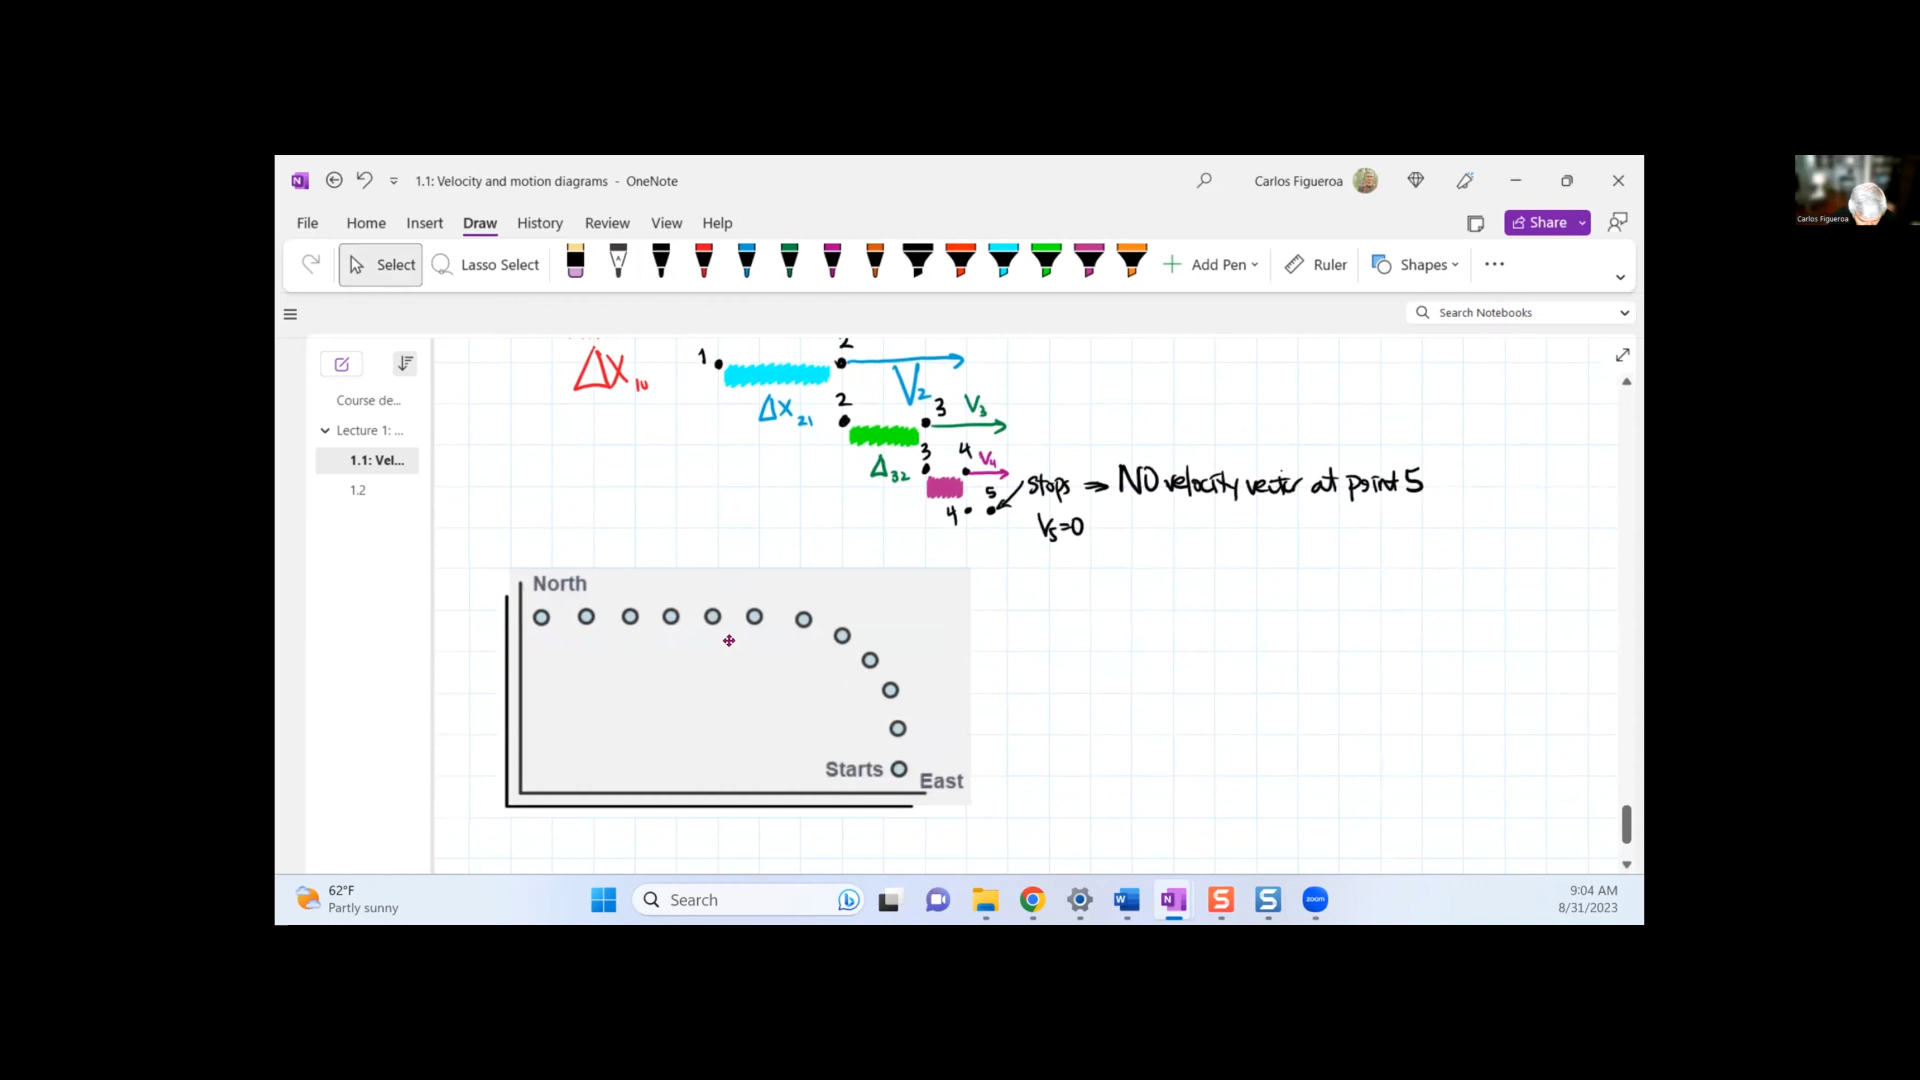 1.1: Velocity and motion diagrams - OneNote
Carlos Figueroa
Carlos Figueroa
File Home Insert Draw History Review View Help
Share
Select Lasso Select Add Pen Ruler Shapes
Search Notebooks
Course de...
Lecture 1: ...
1.1: Vel...
1.2
2
ΔX₁₀ 1 V₂
ΔX₂₁ 2 3 V₃
Δ₃₂ 3 4 V₄
5 stops ⇒ NO velocity vector at point 5
4 V₅=0
North
Starts
East
62°F
Partly sunny
Search
zoom
9:04 AM
8/31/2023